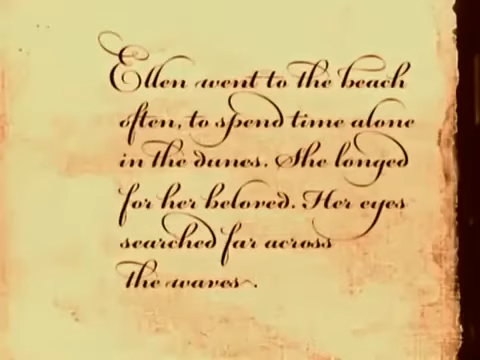 Ellen went to the beach
often, to spend time alone
in the dunes. She longed
for her beloved. Her eyes
searched far across
the waves.